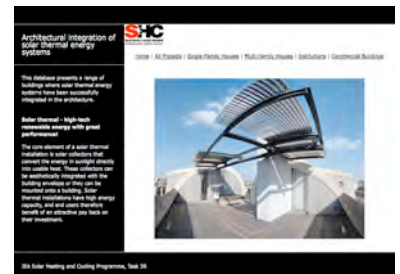 Architectural integration of
solar thermal energy
systems
SHC
Home | All Projects | Single Family Houses | Multi Family Houses | Institutions | Commercial Buildings
This database presents a range of
buildings where solar thermal energy
systems have been successfully
integrated in the architecture.
Solar thermal - high-tech
renewable energy with great
performance!
The core element of a solar thermal
installation is solar collectors that
convert the energy in sunlight directly
into usable heat. These collectors can
be aesthetically integrated with the
building envelope or they can be
mounted onto a building. Solar
thermal installations have high energy
capacity, and end users therefore
benefit of an attractive pay back on
their investment.
IEA Solar Heating and Cooling Programme, Task 39